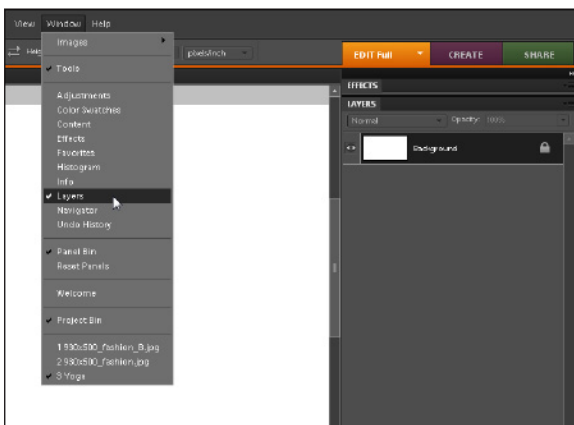 View Window Help
Images
pixels/inch
EDIT Full CREATE SHARE
Tools
EFFECTS
LAYERS
Adjustments
Color Swatches
Normal Opacity: 100%
Content
Effects
Background
Favorites
Histogram
Info
Layers
Navigator
Undo History
Panel Bin
Reset Panels
Welcome
Project Bin
1 930x500_fashion_B.jpg
2 930x500_fashion.jpg
3 Yoga